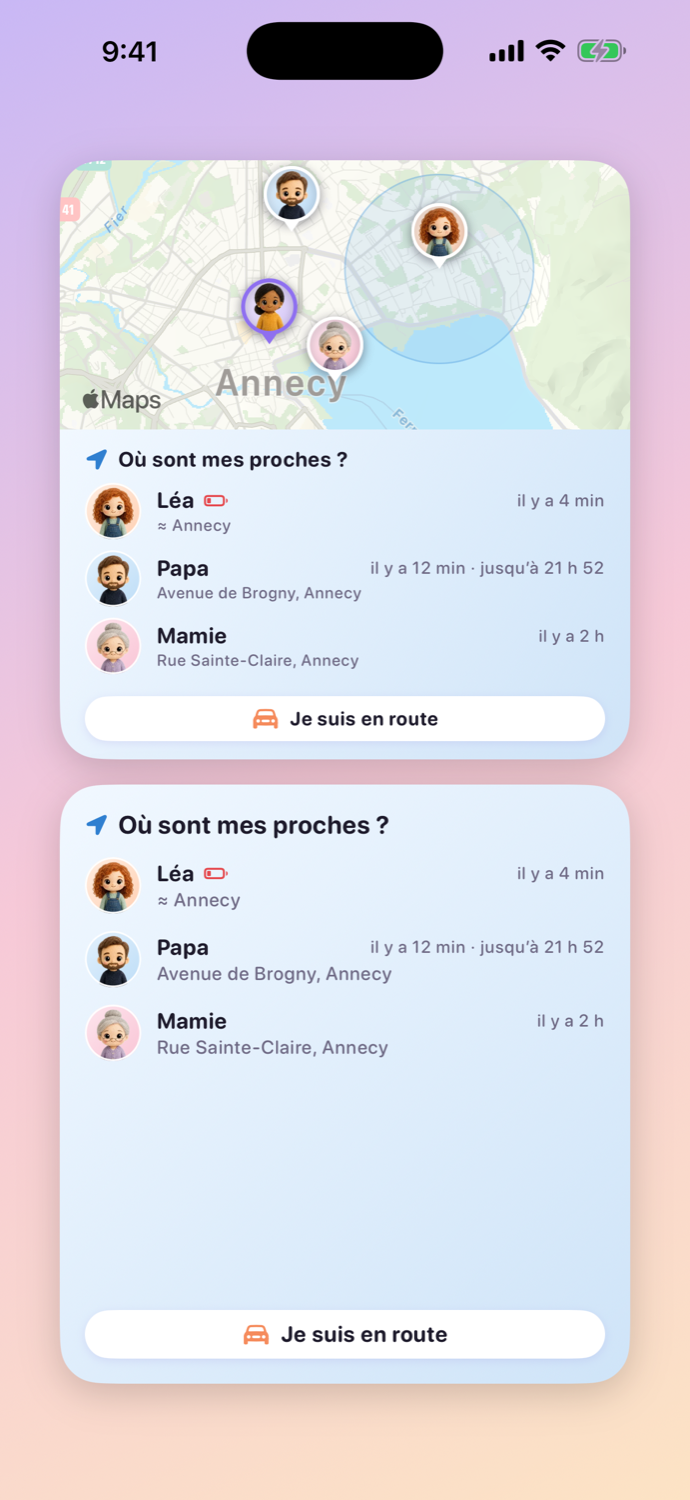 9:41
41
Fier
Annecy
Maps
Où sont mes proches ?
Léa il y a 4 min
≈ Annecy
Papa il y a 12 min · jusqu'à 21 h 52
Avenue de Brogny, Annecy
Mamie il y a 2 h
Rue Sainte-Claire, Annecy
Je suis en route
Où sont mes proches ?
Léa il y a 4 min
≈ Annecy
Papa il y a 12 min · jusqu'à 21 h 52
Avenue de Brogny, Annecy
Mamie il y a 2 h
Rue Sainte-Claire, Annecy
Je suis en route